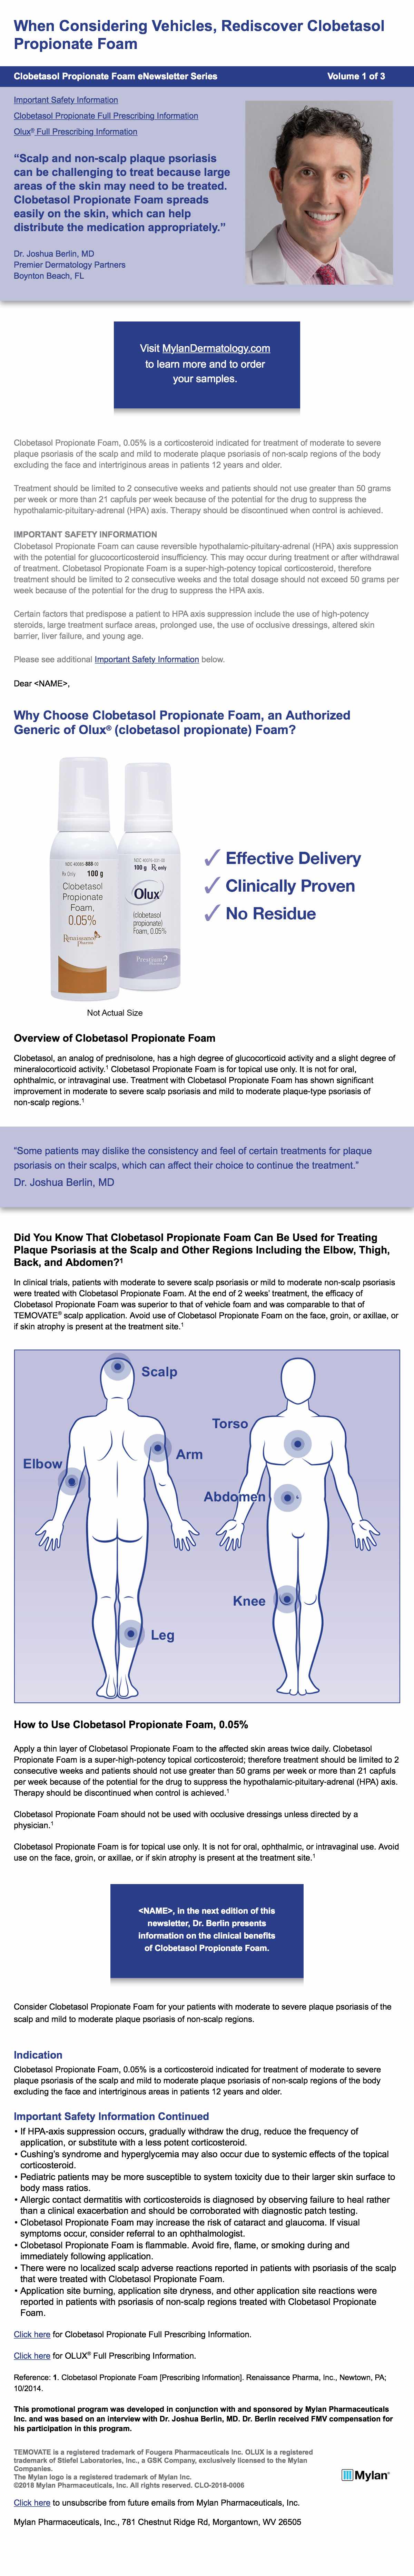 When Considering Vehicles, Rediscover Clobetasol
Propionate Foam
Clobetasol Propionate Foam eNewsletter Series
Volume 1 of 3
Important Safety Information
Clobetasol Propionate Full Prescribing Information
Olux® Full Prescribing Information
“Scalp and non-scalp plaque psoriasis
can be challenging to treat because large
areas of the skin may need to be treated.
Clobetasol Propionate Foam spreads
easily on the skin, which can help
distribute the medication appropriately.”
Dr. Joshua Berlin, MD
Premier Dermatology Partners
Boynton Beach, FL
Visit MylanDermatology.com
to learn more and to order
your samples.
Clobetasol Propionate Foam, 0.05% is a corticosteroid indicated for treatment of moderate to severe
plaque psoriasis of the scalp and mild to moderate plaque psoriasis of non-scalp regions of the body
excluding the face and intertriginous areas in patients 12 years and older.
Treatment should be limited to 2 consecutive weeks and patients should not use greater than 50 grams
per week or more than 21 capfuls per week because of the potential for the drug to suppress the
hypothalamic-pituitary-adrenal (HPA) axis. Therapy should be discontinued when control is achieved.
IMPORTANT SAFETY INFORMATION
Clobetasol Propionate Foam can cause reversible hypothalamic-pituitary-adrenal (HPA) axis suppression
with the potential for glucocorticosteroid insufficiency. This may occur during treatment or after withdrawal
of treatment. Clobetasol Propionate Foam is a super-high-potency topical corticosteroid, therefore
treatment should be limited to 2 consecutive weeks and the total dosage should not exceed 50 grams per
week because of the potential for the drug to suppress the HPA axis.
Certain factors that predispose a patient to HPA axis suppression include the use of high-potency
steroids, large treatment surface areas, prolonged use, the use of occlusive dressings, altered skin
barrier, liver failure, and young age.
Please see additional Important Safety Information below.
Dear <NAME>,
Why Choose Clobetasol Propionate Foam, an Authorized
Generic of Olux® (clobetasol propionate) Foam?
Rx Only 100 g
Clobetasol
Propionate
Foam,
0.05%
Renaissance
Pharma
100 g Rx only
Olux®
(clobetasol
propionate)
Foam, 0.05%
✓ Effective Delivery
✓ Clinically Proven
✓ No Residue
Not Actual Size
Overview of Clobetasol Propionate Foam
Clobetasol, an analog of prednisolone, has a high degree of glucocorticoid activity and a slight degree of
mineralocorticoid activity.¹ Clobetasol Propionate Foam is for topical use only. It is not for oral,
ophthalmic, or intravaginal use. Treatment with Clobetasol Propionate Foam has shown significant
improvement in moderate to severe scalp psoriasis and mild to moderate plaque-type psoriasis of
non-scalp regions.¹
“Some patients may dislike the consistency and feel of certain treatments for plaque
psoriasis on their scalps, which can affect their choice to continue the treatment.”
Dr. Joshua Berlin, MD
Did You Know That Clobetasol Propionate Foam Can Be Used for Treating
Plaque Psoriasis at the Scalp and Other Regions Including the Elbow, Thigh,
Back, and Abdomen?¹
In clinical trials, patients with moderate to severe scalp psoriasis or mild to moderate non-scalp psoriasis
were treated with Clobetasol Propionate Foam. At the end of 2 weeks’ treatment, the efficacy of
Clobetasol Propionate Foam was superior to that of vehicle foam and was comparable to that of
TEMOVATE® scalp application. Avoid use of Clobetasol Propionate Foam on the face, groin, or axillae, or
if skin atrophy is present at the treatment site.¹
Scalp
Torso
Arm
Elbow
Abdomen
Knee
Leg
How to Use Clobetasol Propionate Foam, 0.05%
Apply a thin layer of Clobetasol Propionate Foam to the affected skin areas twice daily. Clobetasol
Propionate Foam is a super-high-potency topical corticosteroid; therefore treatment should be limited to 2
consecutive weeks and patients should not use greater than 50 grams per week or more than 21 capfuls
per week because of the potential for the drug to suppress the hypothalamic-pituitary-adrenal (HPA) axis.
Therapy should be discontinued when control is achieved.¹
Clobetasol Propionate Foam should not be used with occlusive dressings unless directed by a
physician.¹
Clobetasol Propionate Foam is for topical use only. It is not for oral, ophthalmic, or intravaginal use. Avoid
use on the face, groin, or axillae, or if skin atrophy is present at the treatment site.¹
<NAME>, in the next edition of this
newsletter, Dr. Berlin presents
information on the clinical benefits
of Clobetasol Propionate Foam.
Consider Clobetasol Propionate Foam for your patients with moderate to severe plaque psoriasis of the
scalp and mild to moderate plaque psoriasis of non-scalp regions.
Indication
Clobetasol Propionate Foam, 0.05% is a corticosteroid indicated for treatment of moderate to severe
plaque psoriasis of the scalp and mild to moderate plaque psoriasis of non-scalp regions of the body
excluding the face and intertriginous areas in patients 12 years and older.
Important Safety Information Continued
• If HPA-axis suppression occurs, gradually withdraw the drug, reduce the frequency of
application, or substitute with a less potent corticosteroid.
• Cushing’s syndrome and hyperglycemia may also occur due to systemic effects of the topical
corticosteroid.
• Pediatric patients may be more susceptible to system toxicity due to their larger skin surface to
body mass ratios.
• Allergic contact dermatitis with corticosteroids is diagnosed by observing failure to heal rather
than a clinical exacerbation and should be corroborated with diagnostic patch testing.
• Clobetasol Propionate Foam may increase the risk of cataract and glaucoma. If visual
symptoms occur, consider referral to an ophthalmologist.
• Clobetasol Propionate Foam is flammable. Avoid fire, flame, or smoking during and
immediately following application.
• There were no localized scalp adverse reactions reported in patients with psoriasis of the scalp
that were treated with Clobetasol Propionate Foam.
• Application site burning, application site dryness, and other application site reactions were
reported in patients with psoriasis of non-scalp regions treated with Clobetasol Propionate
Foam.
Click here for Clobetasol Propionate Foam Full Prescribing Information.
Click here for OLUX® Full Prescribing Information.
Reference: 1. Clobetasol Propionate Foam [Prescribing Information]. Renaissance Pharma, Inc., Newtown, PA;
10/2014.
This promotional program was developed in conjunction with and sponsored by Mylan Pharmaceuticals
Inc. and was based on an interview with Dr. Joshua Berlin, MD. Dr. Berlin received FMV compensation for
his participation in this program.
TEMOVATE is a registered trademark of Fougera Pharmaceuticals Inc. OLUX is a registered
trademark of Stiefel Laboratories, Inc., a GSK Company, exclusively licensed to the Mylan
Companies.
The Mylan logo is a registered trademark of Mylan Inc.
©2018 Mylan Pharmaceuticals, Inc. All rights reserved. CLO-2018-0006
Mylan®
Click here to unsubscribe from future emails from Mylan Pharmaceuticals, Inc.
Mylan Pharmaceuticals, Inc., 781 Chestnut Ridge Rd, Morgantown, WV 26505